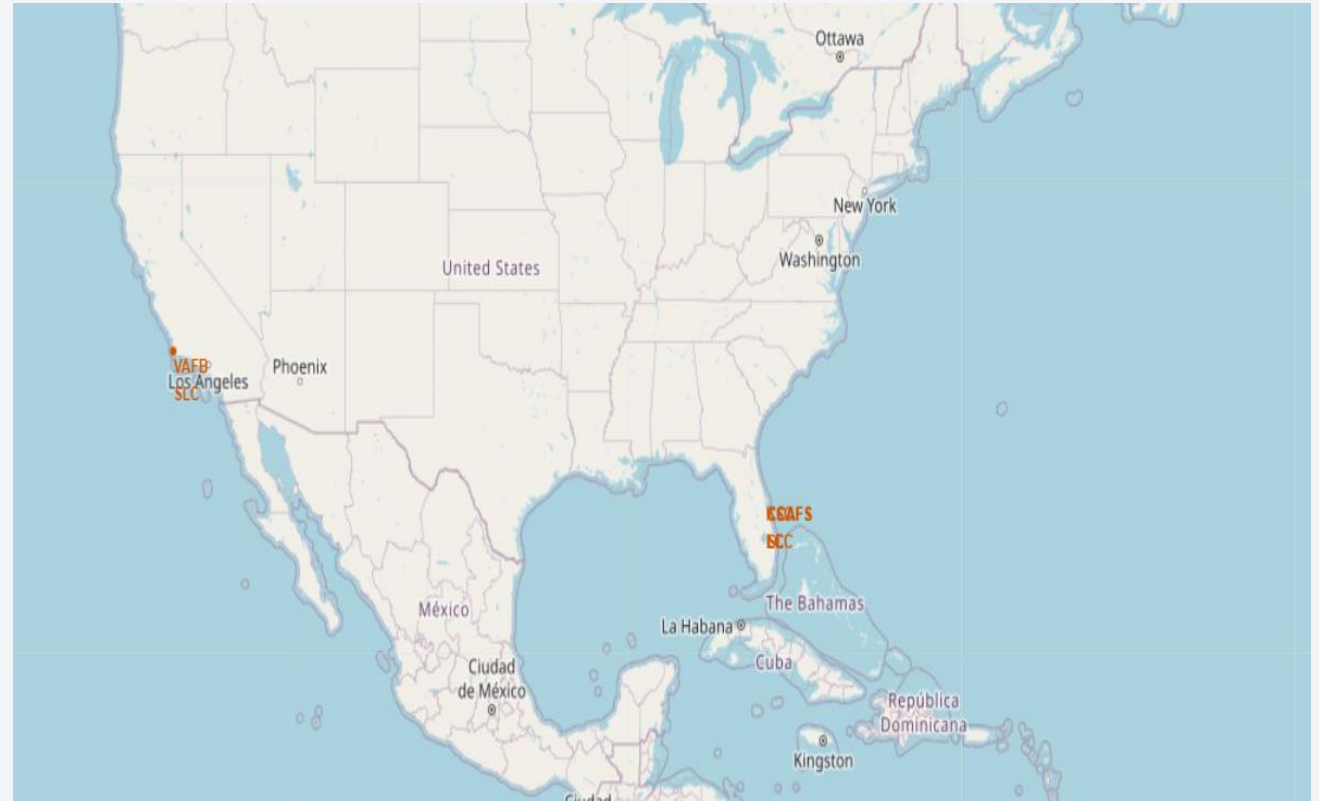 Ottawa
New York
Washington
United States
VAFB
Phoenix
Los Angeles
SLC
México
The Bahamas
La Habana
Cuba
Ciudad
de México
República
Dominicana
Kingston
Ciudad